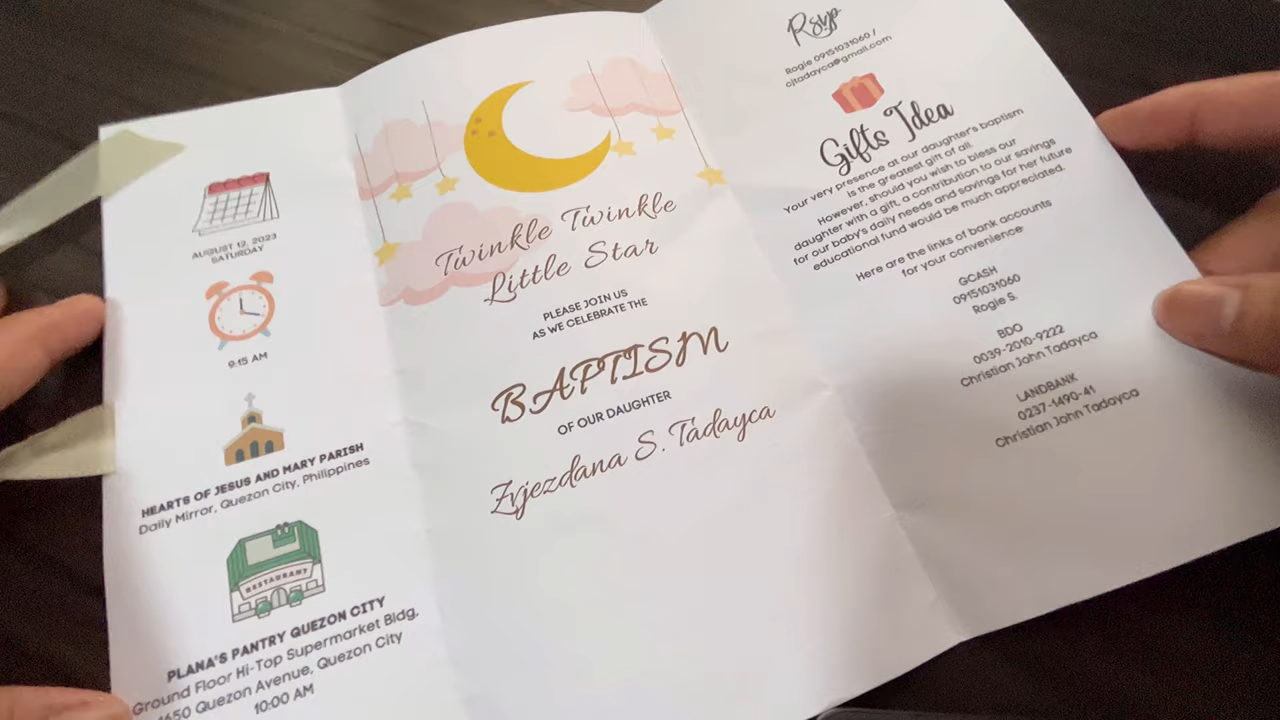 AUGUST 12, 2023
SATURDAY
9:15 AM
HEARTS OF JESUS AND MARY PARISH
Daily Mirror, Quezon City, Philippines
RESTAURANT
PLANA'S PANTRY QUEZON CITY
Ground Floor Hi-Top Supermarket Bldg,
1650 Quezon Avenue, Quezon City
10:00 AM
Twinkle Twinkle
Little Star
PLEASE JOIN US
AS WE CELEBRATE THE
BAPTISM
OF OUR DAUGHTER
Zvjezdana S. Tadayca
Rsvp
Rogie 09151031060 /
cjtadayca@gmail.com
Gifts Idea
Your very presence at our daughter's baptism
is the greatest gift of all.
However, should you wish to bless our
daughter with a gift, a contribution to our savings
for our baby's daily needs and savings for her future
educational fund would be much appreciated.
Here are the links of bank accounts
for your convenience:
GCASH
09151031060
Rogie S.
BDO
0039-2010-9222
Christian John Tadayca
LANDBANK
0237-1490-41
Christian John Tadayca